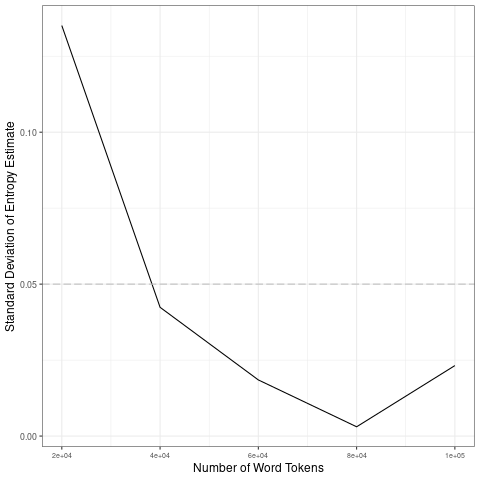 Standard Deviation of Entropy Estimate
0.10
0.05
0.00
2e+04 4e+04 6e+04 8e+04 1e+05
Number of Word Tokens